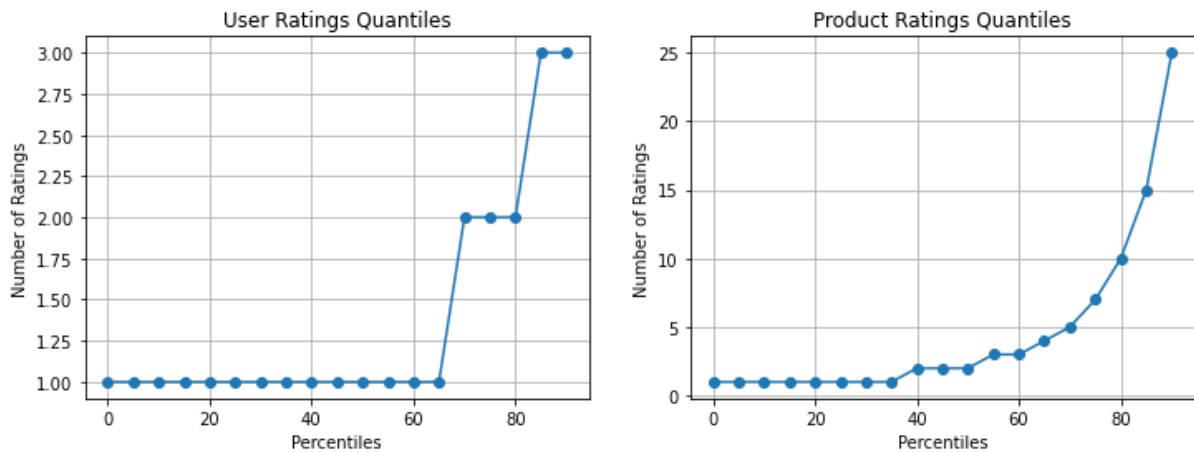 User Ratings Quantiles
3.00
2.75
2.50
2.25
2.00
1.75
1.50
1.25
1.00
Number of Ratings
0 20 40 60 80
Percentiles
Product Ratings Quantiles
25
20
15
10
5
0
Number of Ratings
0 20 40 60 80
Percentiles